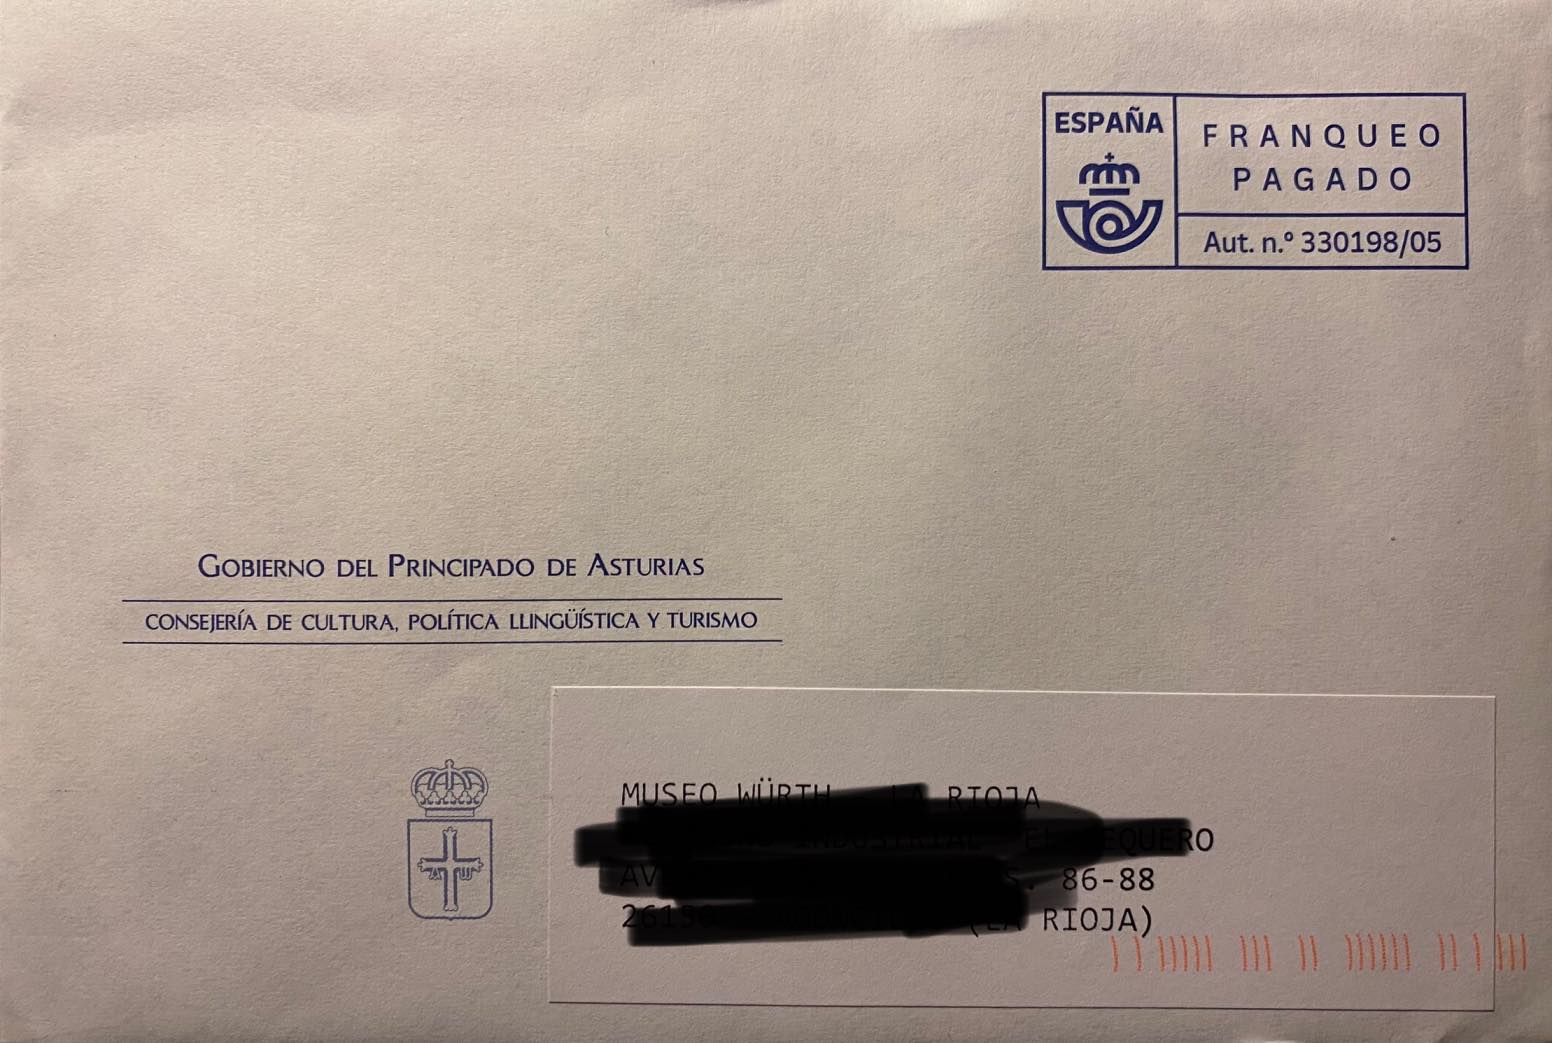 ESPAÑA
FRANQUEO
PAGADO
Aut. n.º 330198/05
GOBIERNO DEL PRINCIPADO DE ASTURIAS
CONSEJERÍA DE CULTURA, POLÍTICA LLINGÜÍSTICA Y TURISMO
MUSEO WÜRTH LA RIOJA
86-88
(LA RIOJA)